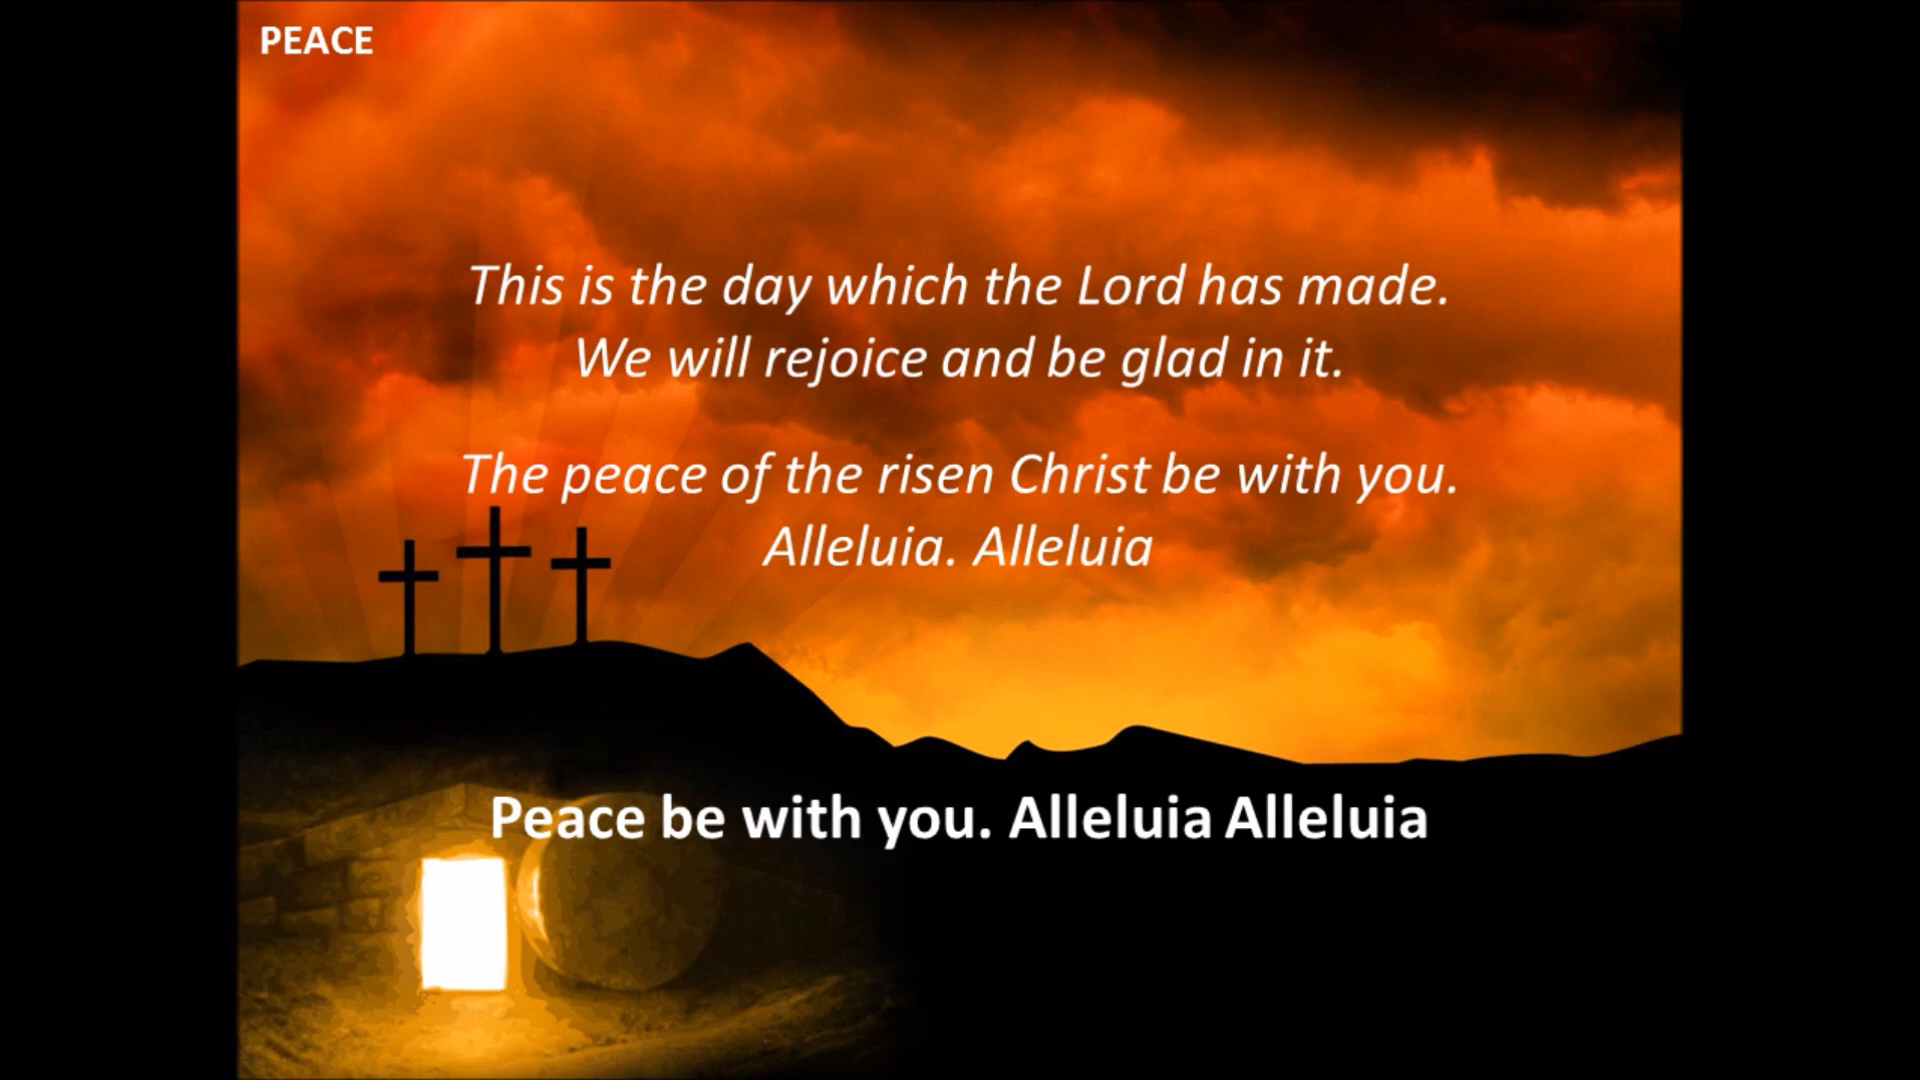 PEACE
This is the day which the Lord has made.
We will rejoice and be glad in it.
The peace of the risen Christ be with you.
Alleluia. Alleluia
Peace be with you. Alleluia Alleluia